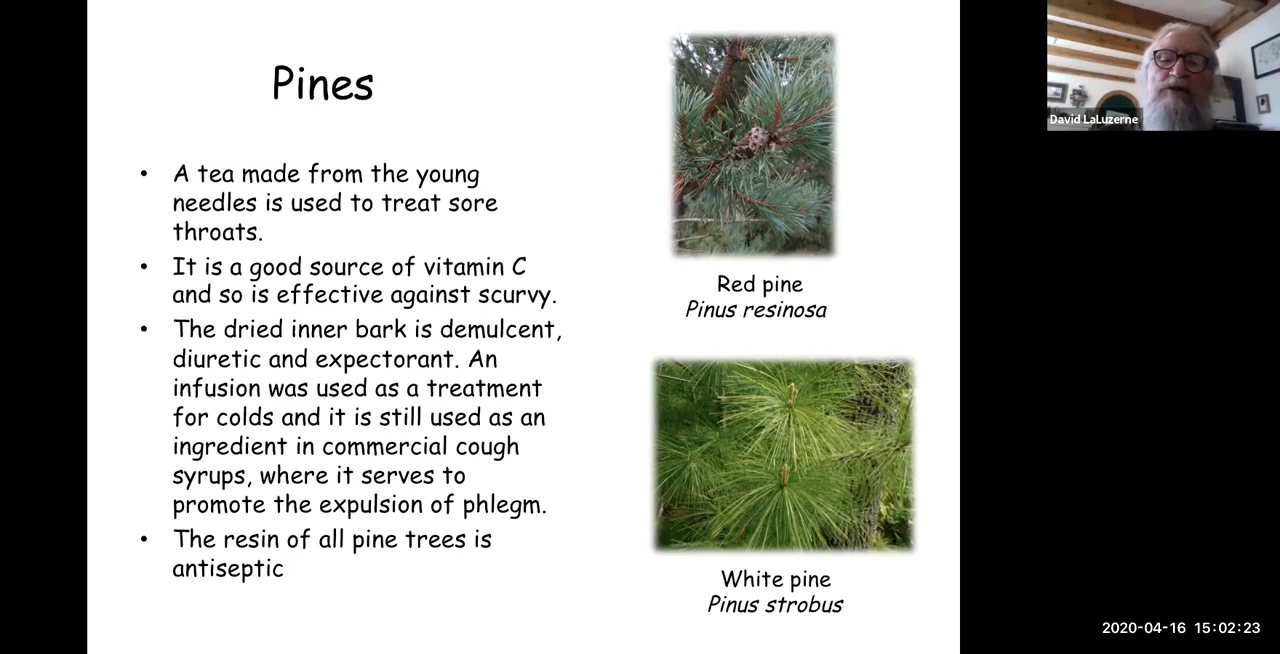 Pines
• A tea made from the young
needles is used to treat sore
throats.
• It is a good source of vitamin C
and so is effective against scurvy.
• The dried inner bark is demulcent,
diuretic and expectorant. An
infusion was used as a treatment
for colds and it is still used as an
ingredient in commercial cough
syrups, where it serves to
promote the expulsion of phlegm.
• The resin of all pine trees is
antiseptic
Red pine
Pinus resinosa
White pine
Pinus strobus
David LaLuzerne
2020-04-16 15:02:23